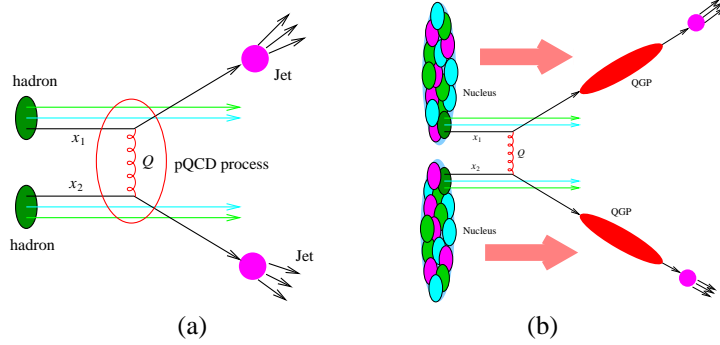 hadron
Jet
x1
Q
pQCD process
x2
hadron
Jet
(a)
Nucleus
QGP
x1
Q
x2
Nucleus
QGP
(b)